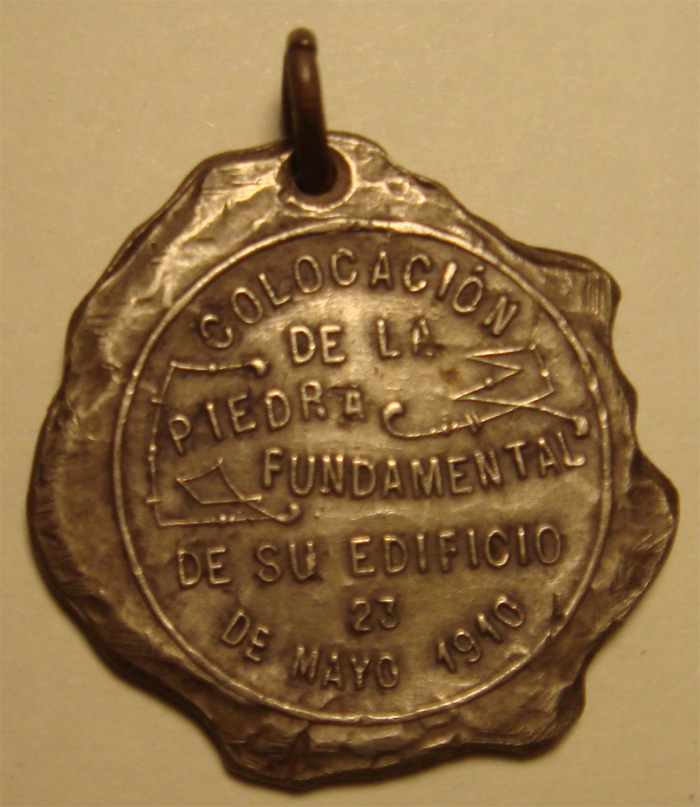 COLOCACIÓN
DE LA
PIEDRA
FUNDAMENTAL
DE SU EDIFICIO
23
DE MAYO 1910